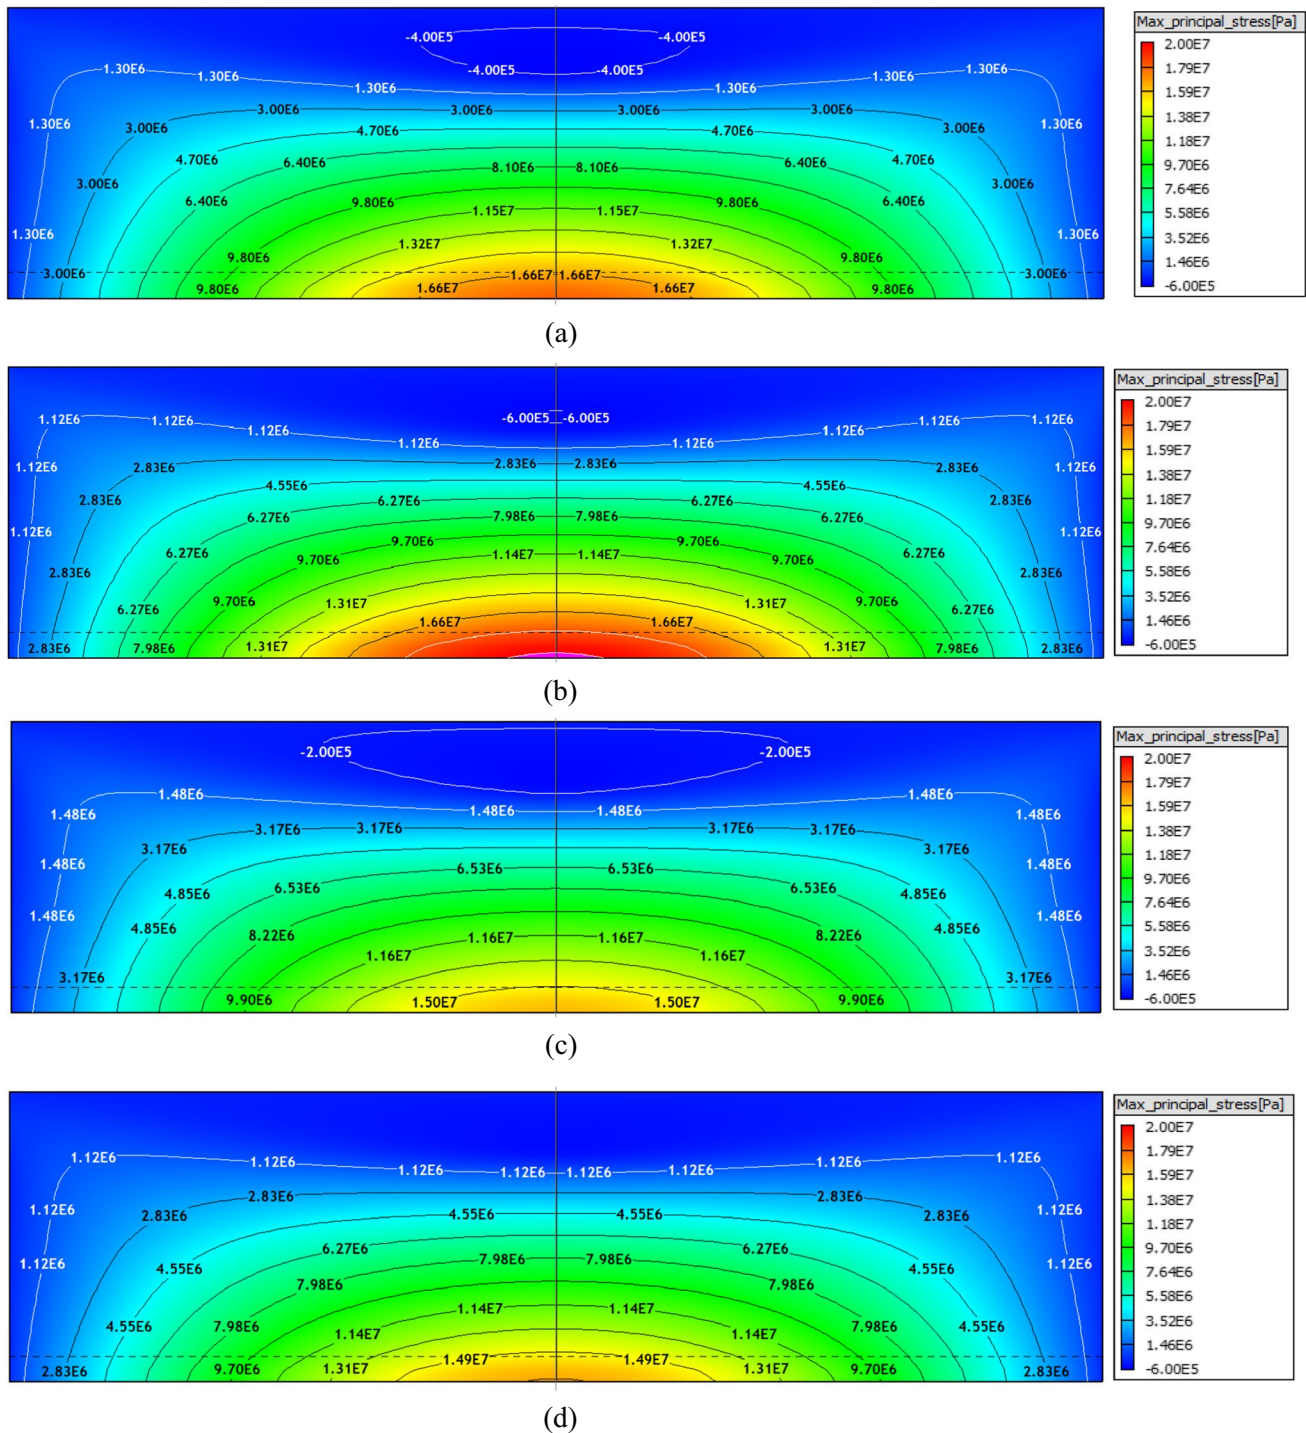 Max_principal_stress[Pa]
2.00E7
1.79E7
1.59E7
1.38E7
1.18E7
9.70E6
7.64E6
5.58E6
3.52E6
1.46E6
-6.00E5
-4.00E5 -4.00E5
-4.00E5 -4.00E5
1.30E6 1.30E6 1.30E6 1.30E6 1.30E6 1.30E6
3.00E6 3.00E6 3.00E6
1.30E6 3.00E6 4.70E6 4.70E6 3.00E6 1.30E6
4.70E6 6.40E6 8.10E6 8.10E6 6.40E6 4.70E6
3.00E6 6.40E6 9.80E6 1.15E7 1.15E7 9.80E6 6.40E6 3.00E6
1.30E6 9.80E6 1.32E7 1.32E7 9.80E6 1.30E6
3.00E6 9.80E6 1.66E7 1.66E7 1.66E7 1.66E7 9.80E6 3.00E6
(a)
Max_principal_stress[Pa]
2.00E7
1.79E7
1.59E7
1.38E7
1.18E7
9.70E6
7.64E6
5.58E6
3.52E6
1.46E6
-6.00E5
-6.00E5 -6.00E5
1.12E6 1.12E6 1.12E6 1.12E6 1.12E6 1.12E6 1.12E6 1.12E6
1.12E6 2.83E6 2.83E6 2.83E6 2.83E6 1.12E6
2.83E6 4.55E6 4.55E6 2.83E6
6.27E6 6.27E6 6.27E6 6.27E6
1.12E6 7.98E6 7.98E6 1.12E6
6.27E6 9.70E6 9.70E6 1.14E7 1.14E7 9.70E6 9.70E6 6.27E6
2.83E6 9.70E6 1.31E7 1.31E7 9.70E6 2.83E6
6.27E6 1.66E7 1.66E7 6.27E6
2.83E6 7.98E6 1.31E7 1.31E7 7.98E6 2.83E6
(b)
Max_principal_stress[Pa]
2.00E7
1.79E7
1.59E7
1.38E7
1.18E7
9.70E6
7.64E6
5.58E6
3.52E6
1.46E6
-6.00E5
-2.00E5 -2.00E5
1.48E6 1.48E6 1.48E6 1.48E6
1.48E6 3.17E6 3.17E6 3.17E6 3.17E6 1.48E6
3.17E6 3.17E6
1.48E6 4.85E6 6.53E6 6.53E6 6.53E6 6.53E6 4.85E6 1.48E6
1.48E6 4.85E6 8.22E6 1.16E7 1.16E7 8.22E6 4.85E6 1.48E6
3.17E6 1.16E7 1.16E7 3.17E6
9.90E6 1.50E7 1.50E7 9.90E6
(c)
Max_principal_stress[Pa]
2.00E7
1.79E7
1.59E7
1.38E7
1.18E7
9.70E6
7.64E6
5.58E6
3.52E6
1.46E6
-6.00E5
1.12E6 1.12E6 1.12E6 1.12E6 1.12E6 1.12E6 1.12E6 1.12E6
1.12E6 2.83E6 2.83E6 1.12E6
2.83E6 4.55E6 4.55E6 2.83E6
1.12E6 4.55E6 6.27E6 7.98E6 7.98E6 6.27E6 4.55E6 1.12E6
7.98E6 1.14E7 1.14E7 7.98E6
4.55E6 7.98E6 1.14E7 1.14E7 7.98E6 4.55E6
2.83E6 9.70E6 1.31E7 1.49E7 1.49E7 1.31E7 9.70E6 2.83E6
(d)